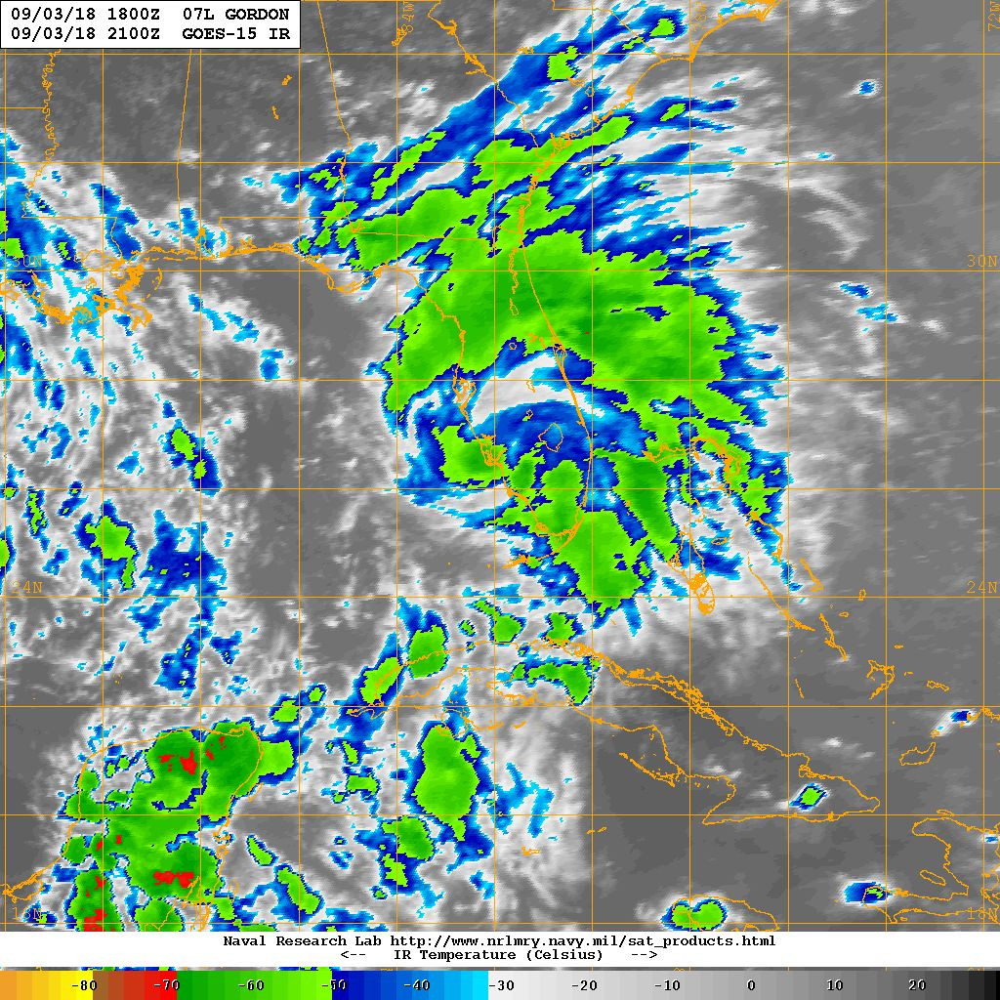 09/03/18 1800Z 07L GORDON
09/03/18 2100Z GOES-15 IR
84W
72W
30N
30N
24N
24N
18N
18N
Naval Research Lab http://www.nrlmry.navy.mil/sat_products.html
<-- IR Temperature (Celsius) -->
-80 -70 -60 -50 -40 -30 -20 -10 0 10 20